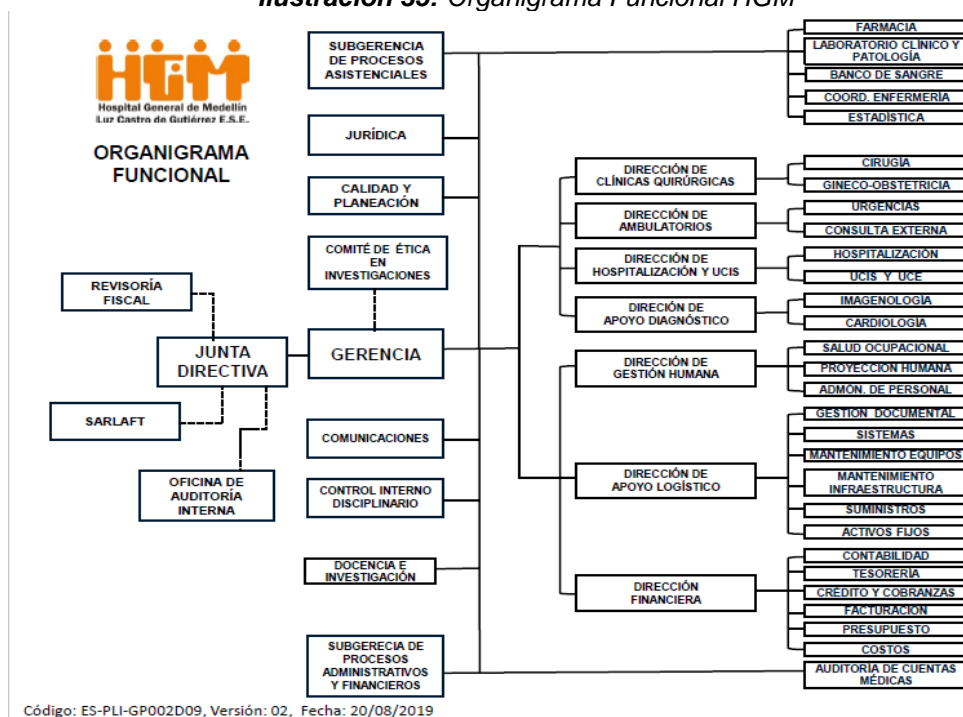 Ilustración 35: Organigrama Funcional HGM
HGM
Hospital General de Medellín
Luz Castro de Gutiérrez E.S.E.
ORGANIGRAMA
FUNCIONAL
REVISORÍA
FISCAL
JUNTA
DIRECTIVA
SARLAFT
OFICINA DE
AUDITORÍA
INTERNA
SUBGERENCIA
DE PROCESOS
ASISTENCIALES
JURÍDICA
CALIDAD Y
PLANEACIÓN
COMITÉ DE ÉTICA
EN
INVESTIGACIONES
GERENCIA
COMUNICACIONES
CONTROL INTERNO
DISCIPLINARIO
DOCENCIA E
INVESTIGACIÓN
SUBGERECIA DE
PROCESOS
ADMINISTRATIVOS
Y FINANCIEROS
DIRECCIÓN DE
CLÍNICAS QUIRÚRGICAS
DIRECCIÓN DE
AMBULATORIOS
DIRECCIÓN DE
HOSPITALIZACIÓN Y UCIS
DIRECIÓN DE
APOYO DIAGNÓSTICO
DIRECCIÓN DE
GESTIÓN HUMANA
DIRECCIÓN DE
APOYO LOGÍSTICO
DIRECCIÓN
FINANCIERA
FARMACIA
LABORATORIO CLÍNICO Y
PATOLOGÍA
BANCO DE SANGRE
COORD. ENFERMERÍA
ESTADÍSTICA
CIRUGÍA
GINECO-OBSTETRICIA
URGENCIAS
CONSULTA EXTERNA
HOSPITALIZACIÓN
UCIS Y UCE
IMAGENOLOGÍA
CARDIOLOGÍA
SALUD OCUPACIONAL
PROYECCIÓN HUMANA
ADMÓN. DE PERSONAL
GESTIÓN DOCUMENTAL
SISTEMAS
MANTENIMIENTO EQUIPOS
MANTENIMIENTO
INFRAESTRUCTURA
SUMINISTROS
ACTIVOS FIJOS
CONTABILIDAD
TESORERÍA
CRÉDITO Y COBRANZAS
FACTURACIÓN
PRESUPUESTO
COSTOS
AUDITORÍA DE CUENTAS
MÉDICAS
Código: ES-PLI-GP002D09, Versión: 02, Fecha: 20/08/2019